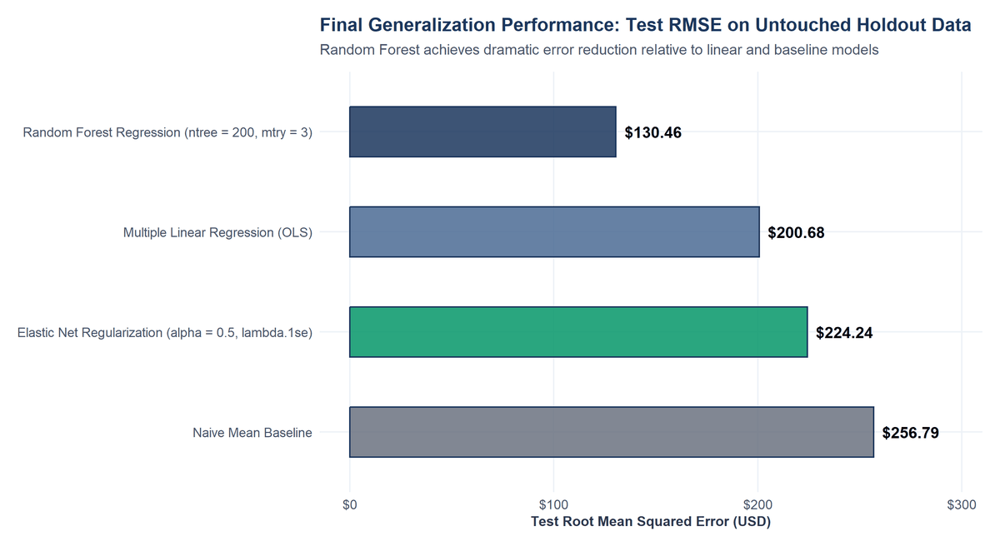 Final Generalization Performance: Test RMSE on Untouched Holdout Data
Random Forest achieves dramatic error reduction relative to linear and baseline models
Random Forest Regression (ntree = 200, mtry = 3)
$130.46
Multiple Linear Regression (OLS)
$200.68
Elastic Net Regularization (alpha = 0.5, lambda.1se)
$224.24
Naive Mean Baseline
$256.79
$0
$100
$200
$300
Test Root Mean Squared Error (USD)